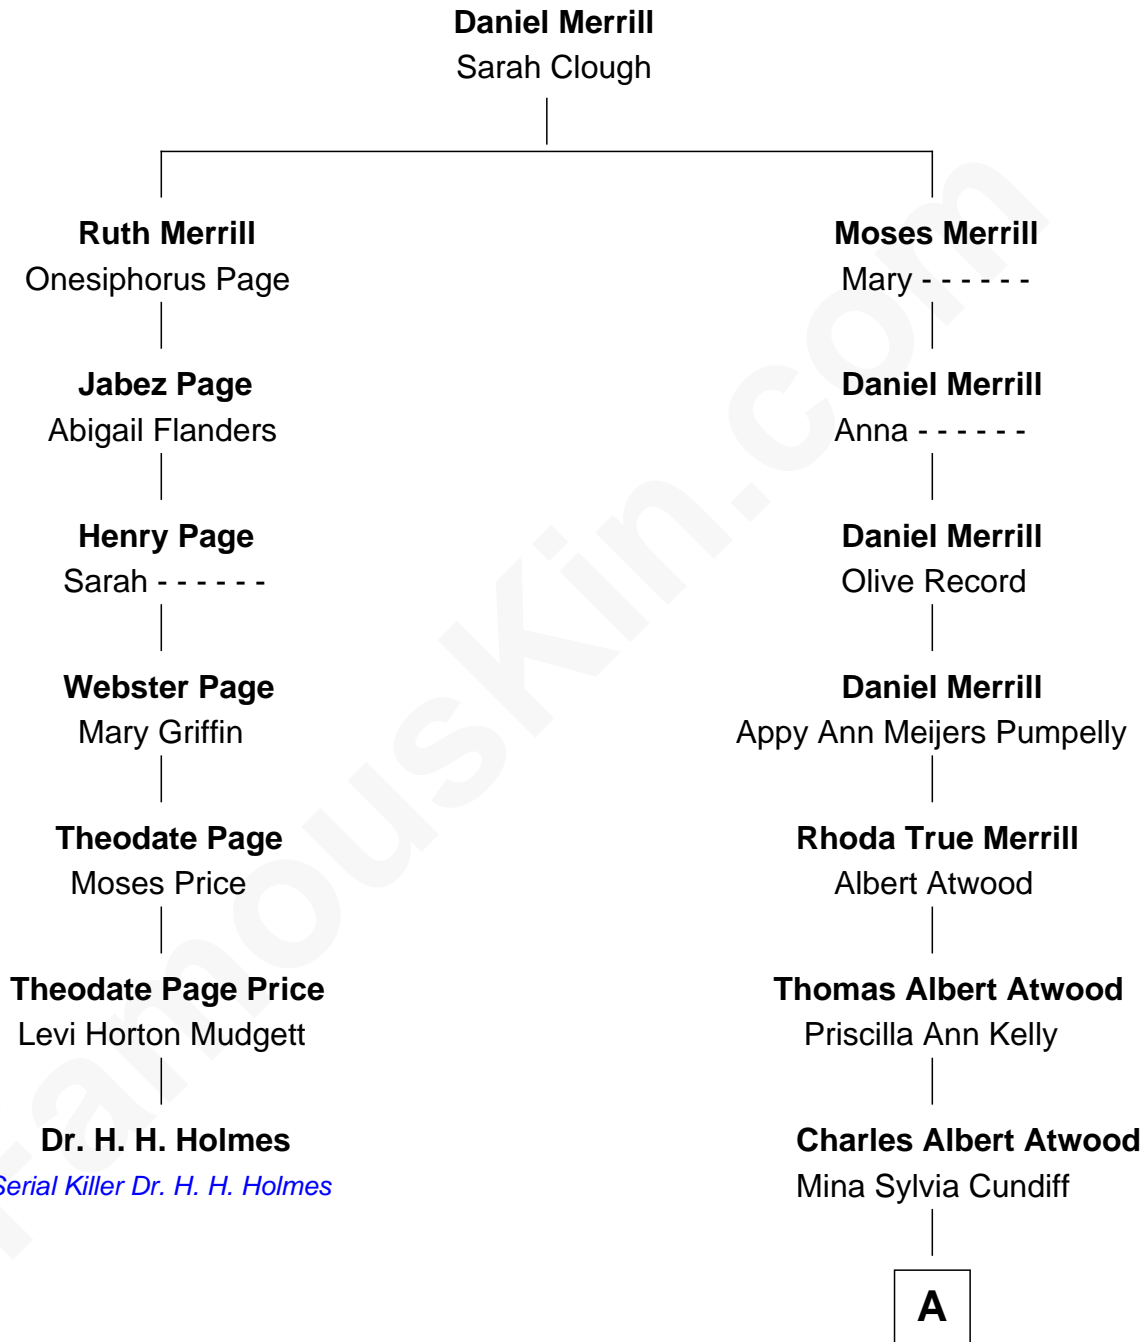 Daniel Merrill
Sarah Clough
Ruth Merrill
Onesiphorus Page
Jabez Page
Abigail Flanders
Henry Page
Sarah - - - - - -
Webster Page
Mary Griffin
Theodate Page
Moses Price
Theodate Page Price
Levi Horton Mudgett
Dr. H. H. Holmes
Serial Killer Dr. H. H. Holmes
Moses Merrill
Mary - - - - - -
Daniel Merrill
Anna - - - - - -
Daniel Merrill
Olive Record
Daniel Merrill
Appy Ann Meijers Pumpelly
Rhoda True Merrill
Albert Atwood
Thomas Albert Atwood
Priscilla Ann Kelly
Charles Albert Atwood
Mina Sylvia Cundiff
A
FamousKin.com